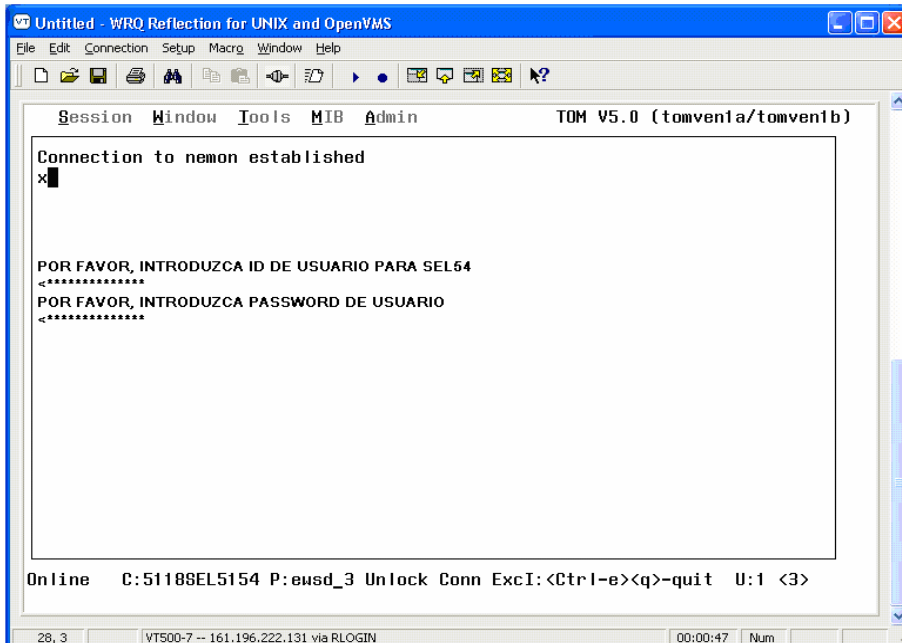 VT Untitled - WRQ Reflection for UNIX and OpenVMS
File Edit Connection Setup Macro Window Help
Session Window Tools MIB Admin TOM V5.0 (tomven1a/tomven1b)
Connection to nemon established
x
POR FAVOR, INTRODUZCA ID DE USUARIO PARA SEL54
<**************
POR FAVOR, INTRODUZCA PASSWORD DE USUARIO
<**************
Online C:5118SEL5154 P:ewsd_3 Unlock Conn ExcI:<Ctrl-e><q>-quit U:1 <3>
28, 3 VT500-7 -- 161.196.222.131 via RLOGIN 00:00:47 Num